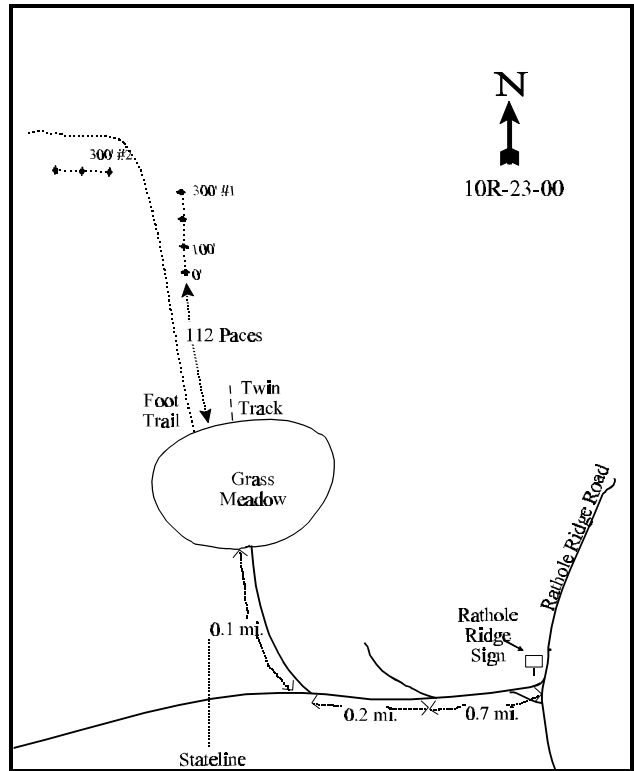 N
10R-23-00
300' #2
300' #1
100'
0'
112 Paces
Foot
Trail
Twin
Track
Grass
Meadow
Rathole Ridge Road
Rathole
Ridge
Sign
0.1 mi.
0.2 mi.
0.7 mi.
Stateline